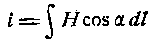 i = ∫ H cos α dl